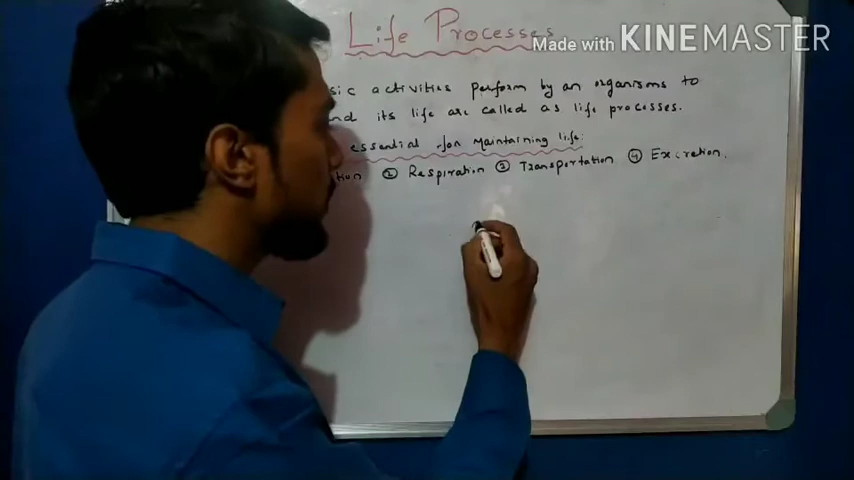 Life Processes
Made with KINEMASTER
sic activities perform by an organisms to
nd its life are called as life processes.
essential for Maintaining life:
tion ② Respiration ③ Transportation ④ Excretion.